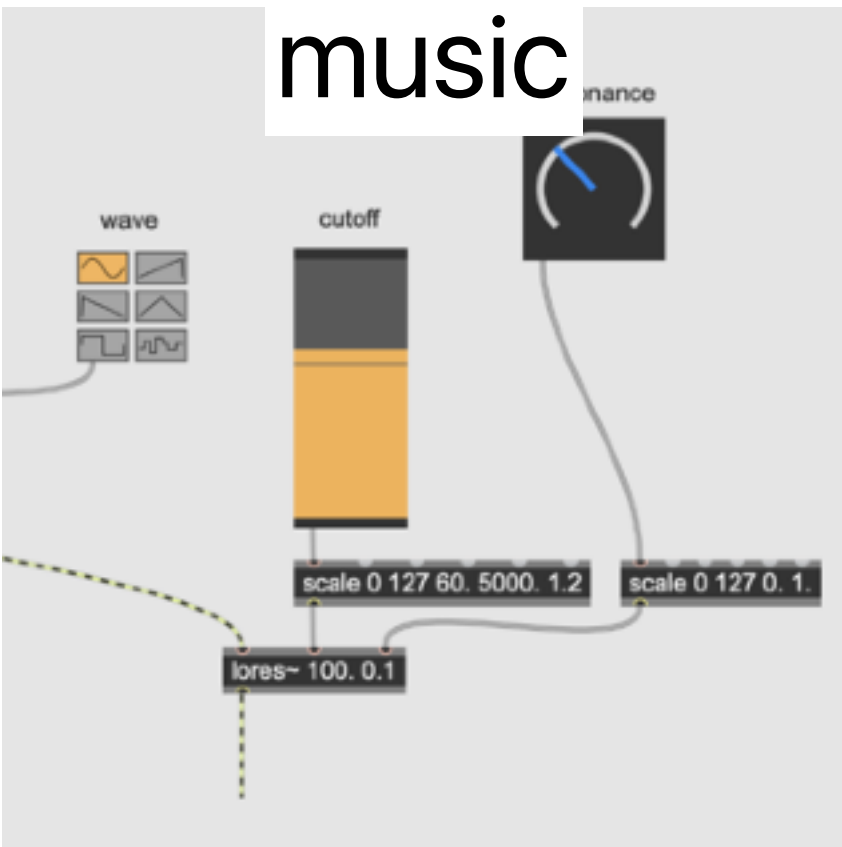 music
onance
wave
cutoff
scale 0 127 60. 5000. 1.2
scale 0 127 0. 1.
lores~ 100. 0.1